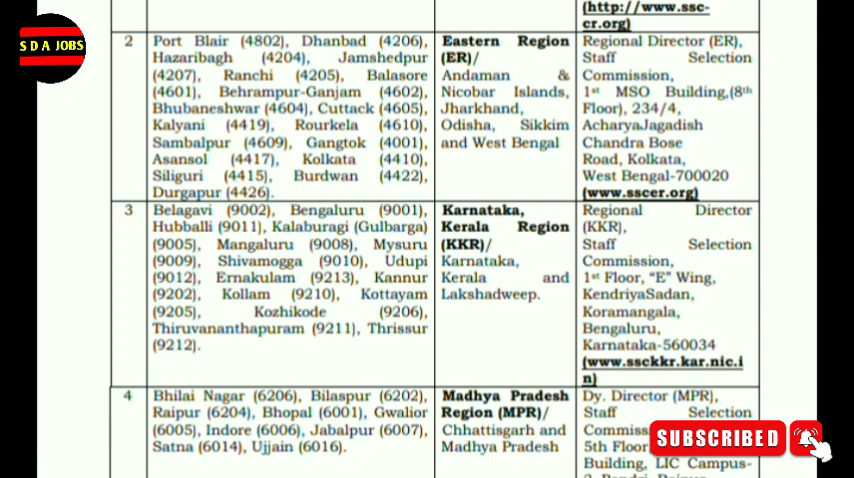 S D A JOBS
(http://www.ssc-
cr.org)
2
Port Blair (4802), Dhanbad (4206),
Hazaribagh (4204), Jamshedpur
(4207), Ranchi (4205), Balasore
(4601), Behrampur-Ganjam (4602),
Bhubaneshwar (4604), Cuttack (4605),
Kalyani (4419), Rourkela (4610),
Sambalpur (4609), Gangtok (4001),
Asansol (4417), Kolkata (4410),
Siliguri (4415), Burdwan (4422),
Durgapur (4426).
Eastern Region
(ER)/
Andaman &
Nicobar Islands,
Jharkhand,
Odisha, Sikkim
and West Bengal
Regional Director (ER),
Staff Selection
Commission,
1st MSO Building,(8th
Floor), 234/4,
AcharyaJagadish
Chandra Bose
Road, Kolkata,
West Bengal-700020
(www.sscer.org)
3
Belagavi (9002), Bengaluru (9001),
Hubballi (9011), Kalaburagi (Gulbarga)
(9005), Mangaluru (9008), Mysuru
(9009), Shivamogga (9010), Udupi
(9012), Ernakulam (9213), Kannur
(9202), Kollam (9210), Kottayam
(9205), Kozhikode (9206),
Thiruvananthapuram (9211), Thrissur
(9212).
Karnataka,
Kerala Region
(KKR)/
Karnataka,
Kerala and
Lakshadweep.
Regional Director
(KKR),
Staff Selection
Commission,
1st Floor, “E” Wing,
KendriyaSadan,
Koramangala,
Bengaluru,
Karnataka-560034
(www.ssckkr.kar.nic.i
n)
4
Bhilai Nagar (6206), Bilaspur (6202),
Raipur (6204), Bhopal (6001), Gwalior
(6005), Indore (6006), Jabalpur (6007),
Satna (6014), Ujjain (6016).
Madhya Pradesh
Region (MPR)/
Chhattisgarh and
Madhya Pradesh
Dy. Director (MPR),
Staff Selection
5th Floor
Building, LIC Campus-
SUBSCRIBED